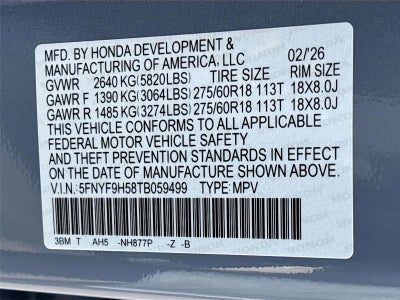 MFD. BY HONDA DEVELOPMENT &
MANUFACTURING OF AMERICA, LLC 02/26
GVWR 2640 KG(5820LBS) TIRE SIZE RIM SIZE
GAWR F 1390 KG(3064LBS) 275/60R18 113T 18X8.0J
GAWR R 1485 KG(3274LBS) 275/60R18 113T 18X8.0J
THIS VEHICLE CONFORMS TO ALL APPLICABLE
FEDERAL MOTOR VEHICLE SAFETY
AND THEFT PREVENTION STANDARDS IN EFFECT
ON THE DATE OF MANUFACTURE SHOWN ABOVE.
V.I.N.: 5FNYF9H58TB059499 TYPE: MPV
3BM T AH5 -NH877P -Z -B